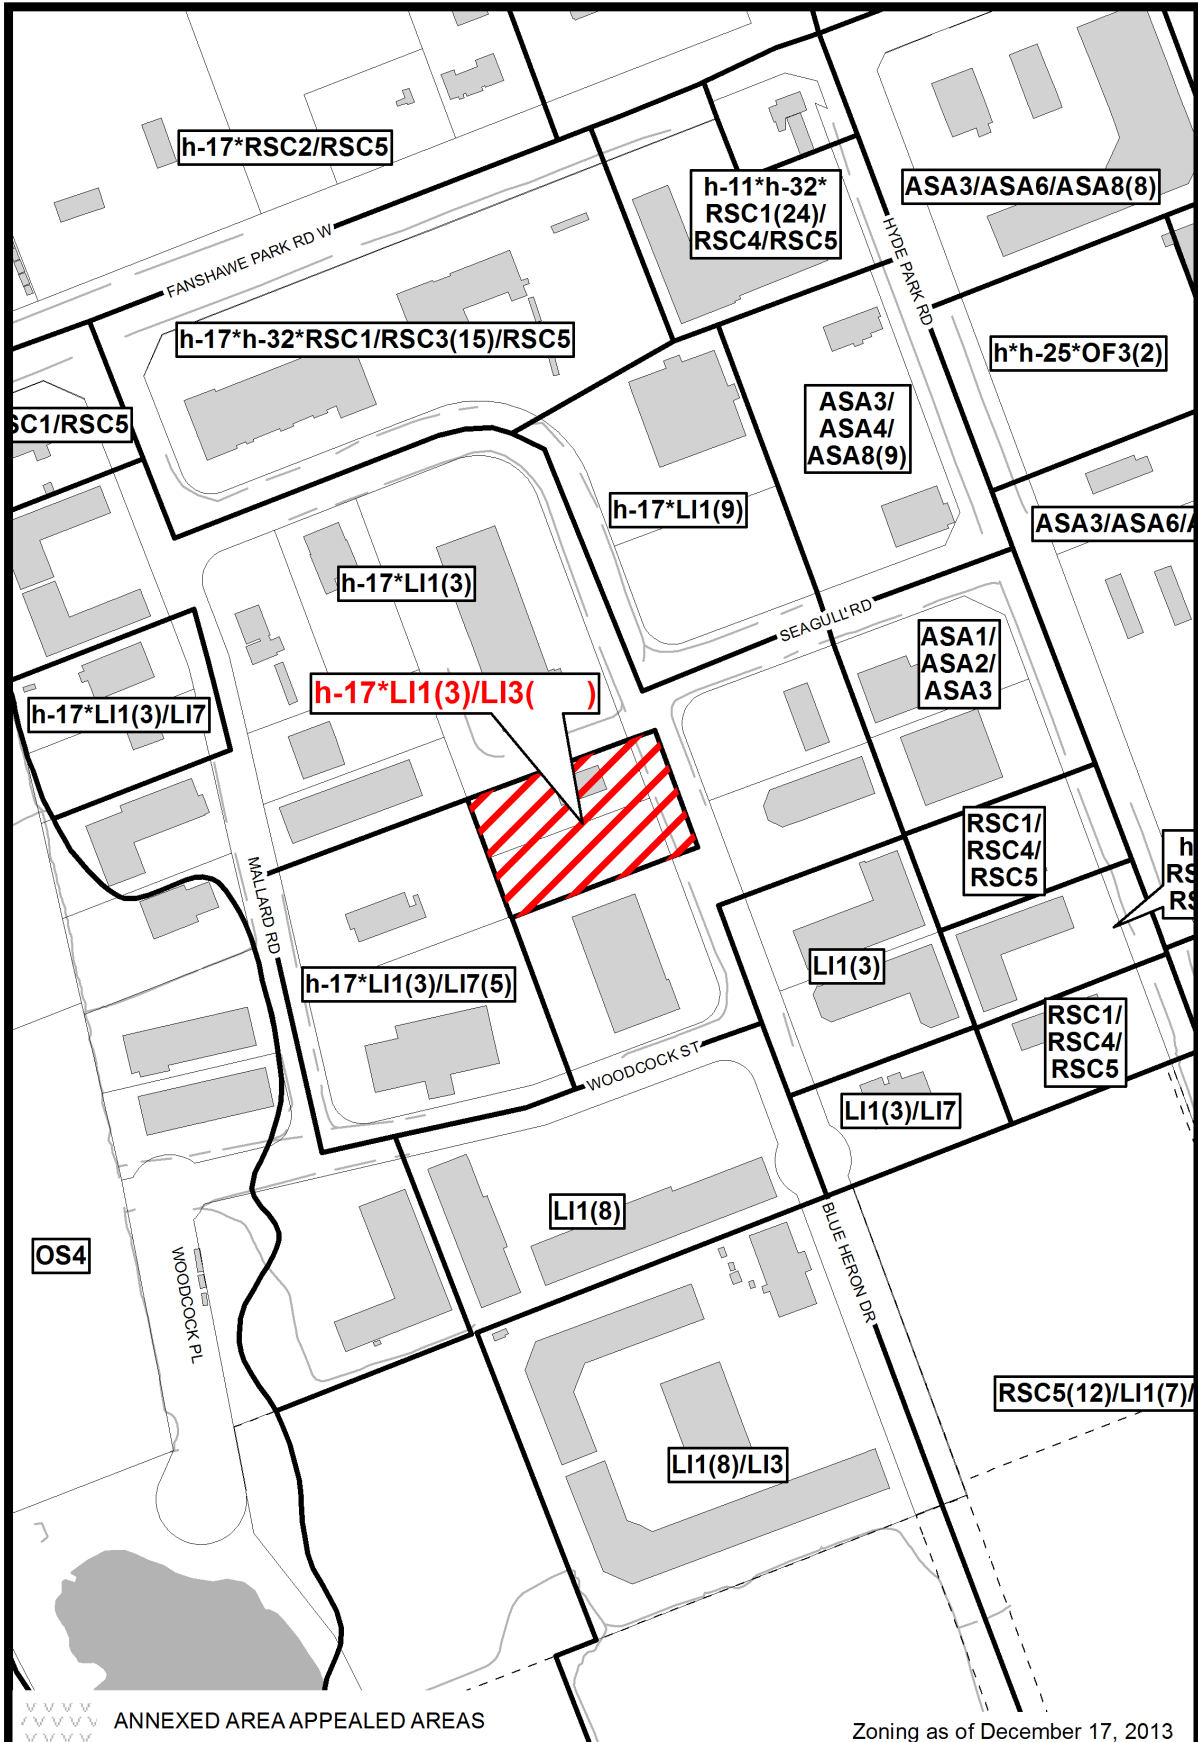 h-17*RSC2/RSC5
h-11*h-32*
RSC1(24)/
RSC4/RSC5
ASA3/ASA6/ASA8(8)
FANSHAWE PARK RD W
HYDE PARK RD
h-17*h-32*RSC1/RSC3(15)/RSC5
h*h-25*OF3(2)
SC1/RSC5
ASA3/
ASA4/
ASA8(9)
h-17*LI1(9)
ASA3/ASA6/A
h-17*LI1(3)
SEAGULL RD
ASA1/
ASA2/
ASA3
h-17*LI1(3)/LI3(      )
h-17*LI1(3)/LI7
RSC1/
RSC4/
RSC5
h
RS
RS
MALLARD RD
LI1(3)
h-17*LI1(3)/LI7(5)
RSC1/
RSC4/
RSC5
WOODCOCK ST
LI1(3)/LI7
LI1(8)
OS4
WOODCOCK PL
BLUE HERON DR
RSC5(12)/LI1(7)/
LI1(8)/LI3
ANNEXED AREA APPEALED AREAS
Zoning as of December 17, 2013